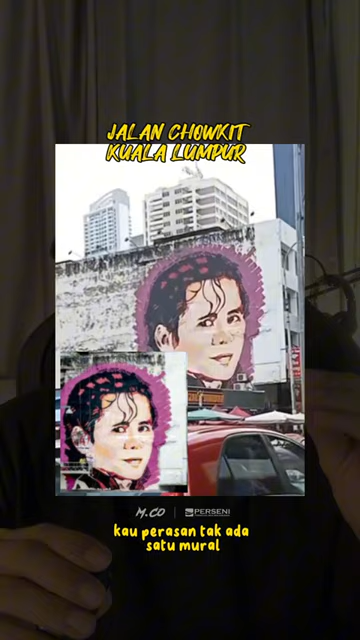 JALAN CHOWKIT
KUALA LUMPUR
M.CO | PERSENI
kau perasan tak ada
satu mural